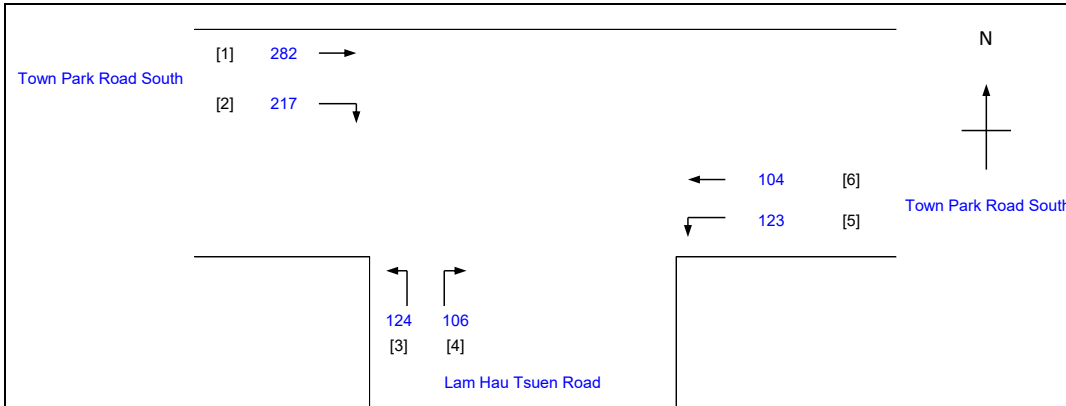 [1] 282
N
Town Park Road South
[2] 217
104 [6]
Town Park Road South
123 [5]
124 106
[3] [4]
Lam Hau Tsuen Road